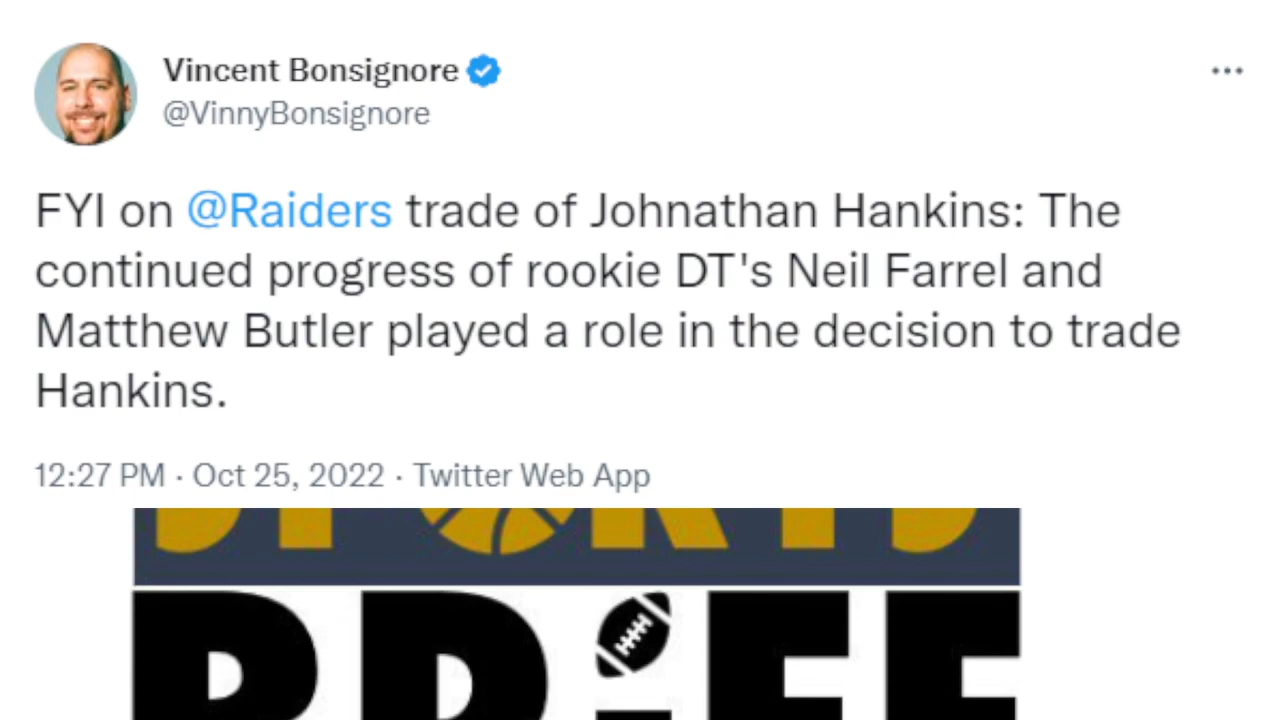 Vincent Bonsignore
@VinnyBonsignore
FYI on @Raiders trade of Johnathan Hankins: The
continued progress of rookie DT's Neil Farrel and
Matthew Butler played a role in the decision to trade
Hankins.
12:27 PM · Oct 25, 2022 · Twitter Web App
SPORTS